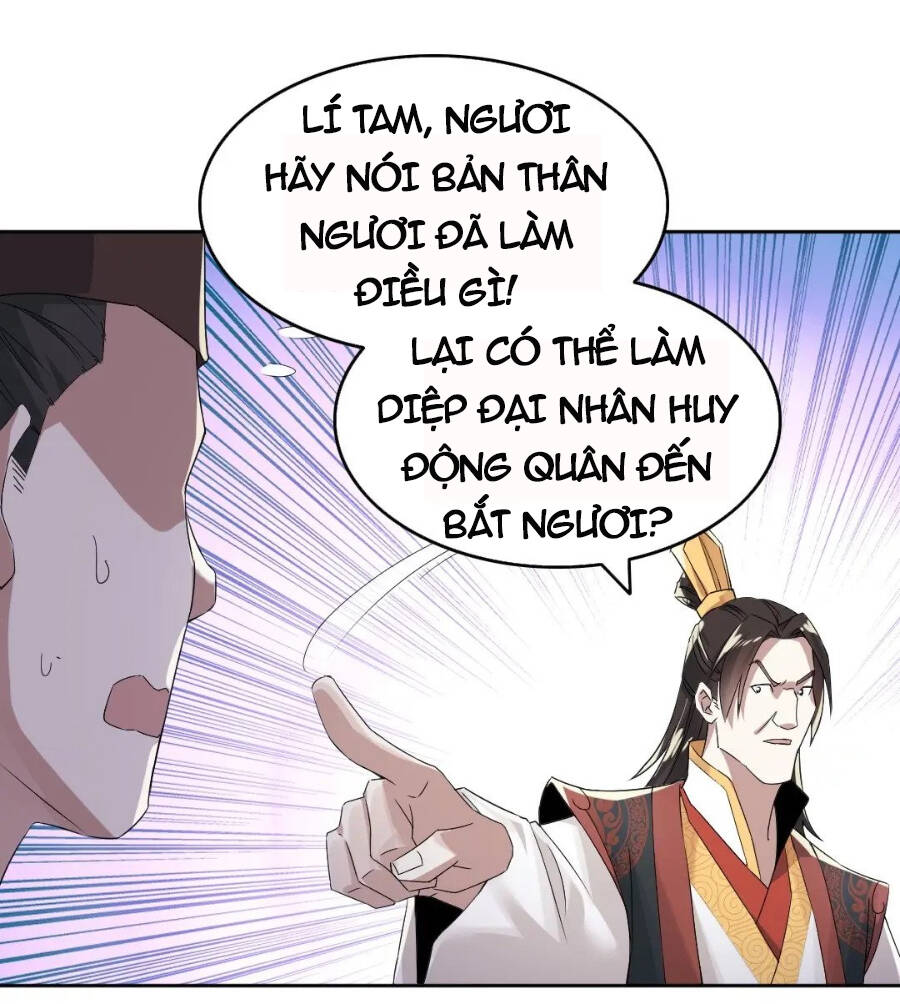 LÍ TAM, NGƯƠI
HÃY NÓI BẢN THÂN
NGƯƠI ĐÃ LÀM
ĐIỀU GÌ!
LẠI CÓ THỂ LÀM
DIỆP ĐẠI NHÂN HUY
ĐỘNG QUÂN ĐẾN
BẮT NGƯƠI?